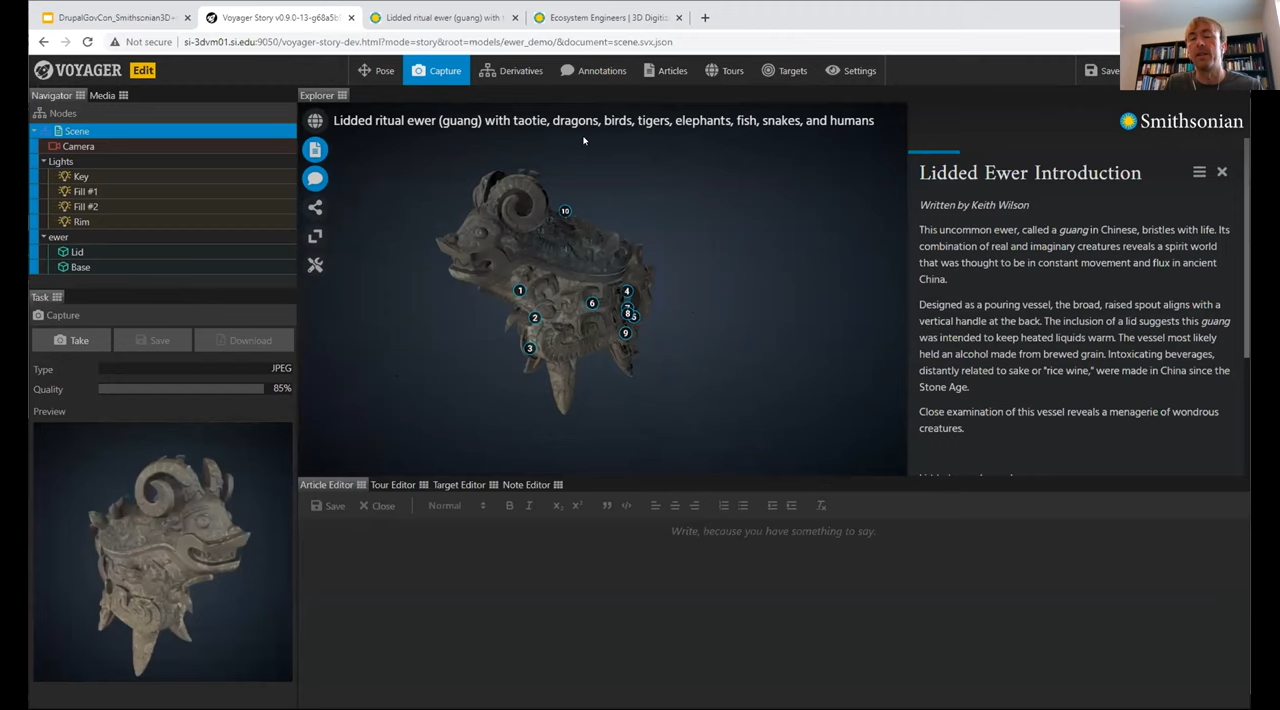 DrupalGovCon_Smithsonian3D
Voyager Story v0.9.0-13-g68a5b
Lidded ritual ewer (guang) with
Ecosystem Engineers | 3D Digiti
Not secure
si-3dvm01.si.edu:9050/voyager-story-dev.html?mode=story&root=models/ewer_demo/&document=scene.svx.json
VOYAGER Edit
Pose
Capture
Derivatives
Annotations
Articles
Tours
Targets
Settings
Save
Navigator
Media
Explorer
Nodes
Scene
Camera
Lights
Key
Fill #1
Fill #2
Rim
ewer
Lid
Base
Task
Capture
Take
Save
Download
Type
JPEG
Quality
85%
Preview
Lidded ritual ewer (guang) with taotie, dragons, birds, tigers, elephants, fish, snakes, and humans
10
1
4
6
2
8
5
9
3
Smithsonian
Lidded Ewer Introduction
Written by Keith Wilson
This uncommon ewer, called a guang in Chinese, bristles with life. Its
combination of real and imaginary creatures reveals a spirit world
that was thought to be in constant movement and flux in ancient
China.
Designed as a pouring vessel, the broad, raised spout aligns with a
vertical handle at the back. The inclusion of a lid suggests this guang
was intended to keep heated liquids warm. The vessel most likely
held an alcohol made from brewed grain. Intoxicating beverages,
distantly related to sake or "rice wine," were made in China since the
Stone Age.
Close examination of this vessel reveals a menagerie of wondrous
creatures.
Article Editor
Tour Editor
Target Editor
Note Editor
Save
Close
Normal
B I X₂ X²
Write, because you have something to say.